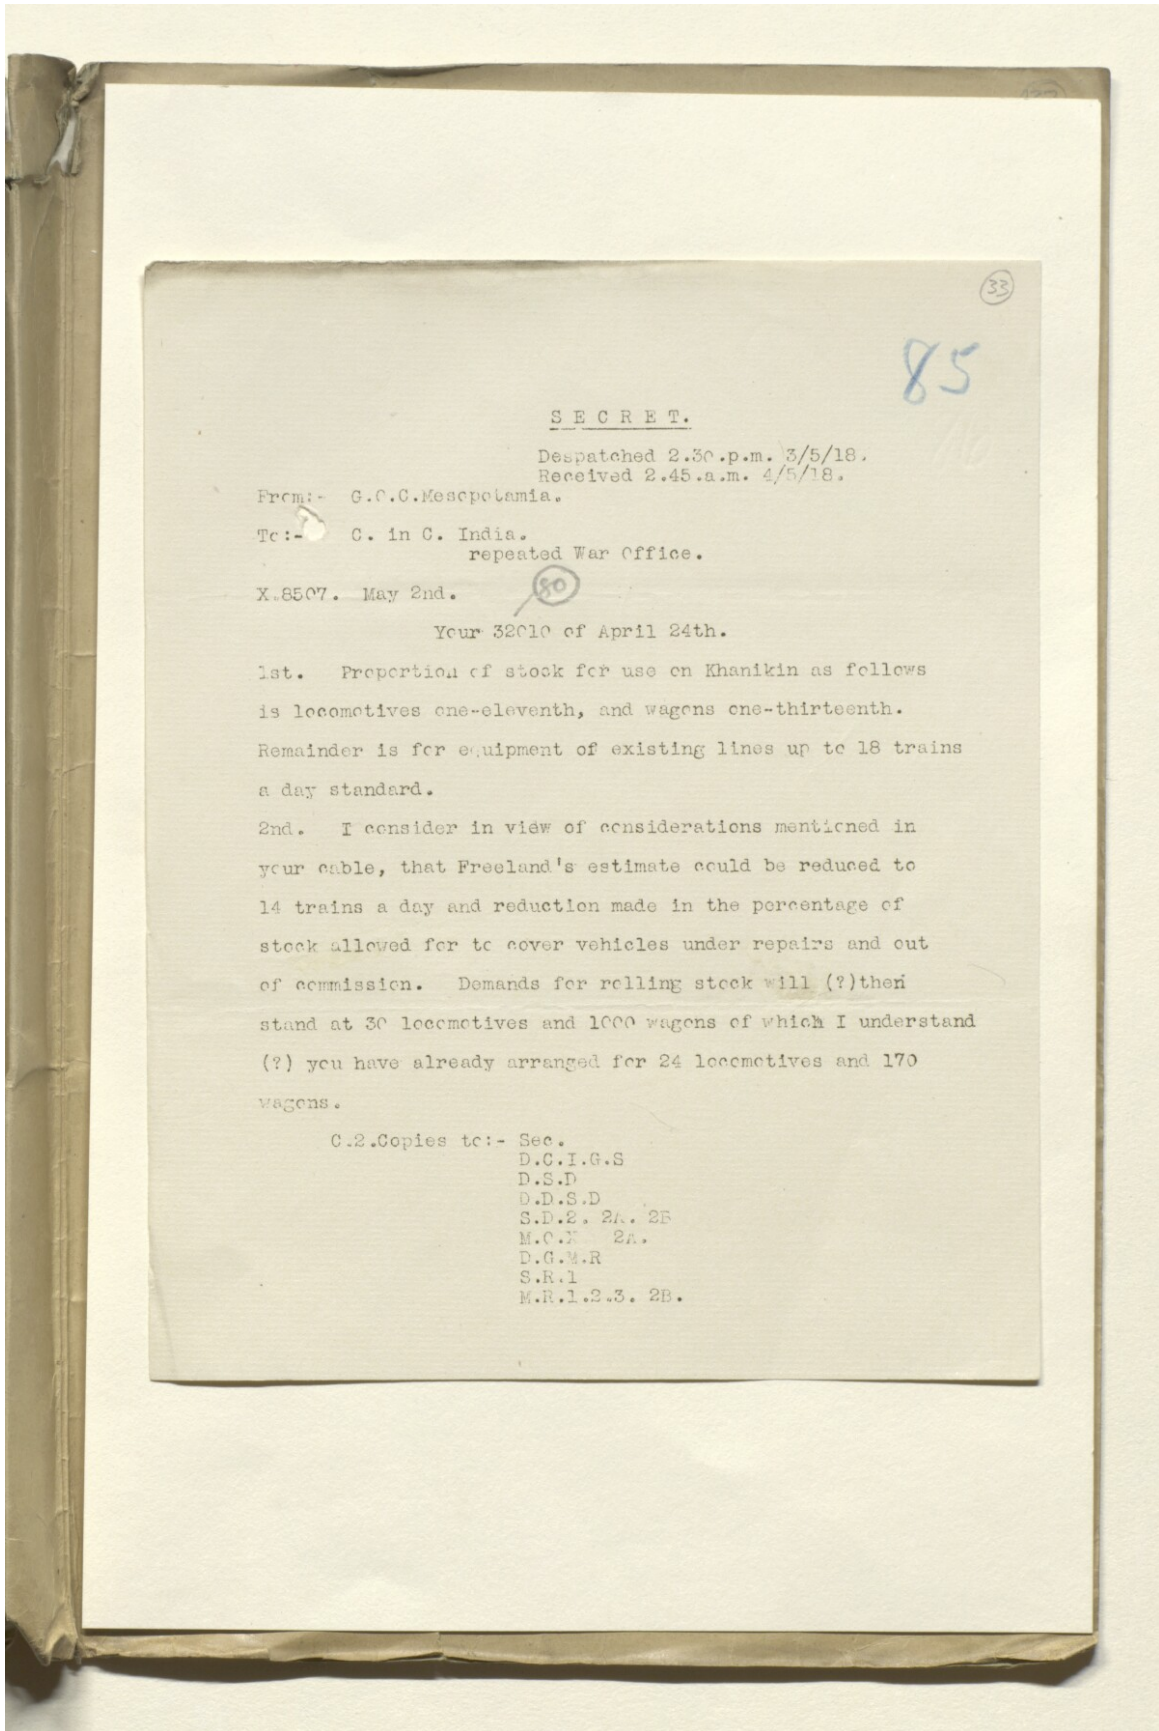 33
85
SECRET.
Despatched 2.30.p.m. 3/5/18.
Received 2.45.a.m. 4/5/18.
From:- G.O.C.Mesopotamia.
To:- C. in C. India.
repeated War Office.
80
X.8507. May 2nd.
Your 32010 of April 24th.
1st. Proportion of stock for use on Khanikin as follows
is locomotives one-eleventh, and wagons one-thirteenth.
Remainder is for equipment of existing lines up to 18 trains
a day standard.
2nd. I consider in view of considerations mentioned in
your cable, that Freeland's estimate could be reduced to
14 trains a day and reduction made in the percentage of
stock allowed for to cover vehicles under repairs and out
of commission. Demands for rolling stock will (?)then
stand at 30 locomotives and 1000 wagons of which I understand
(?) you have already arranged for 24 locomotives and 170
wagons.
C.2.Copies to:- Sec.
D.C.I.G.S
D.S.D
D.D.S.D
S.D.2. 2A. 2B
2A.
D.G.M.R
S.R.1
M.R.1.2.3. 2B.